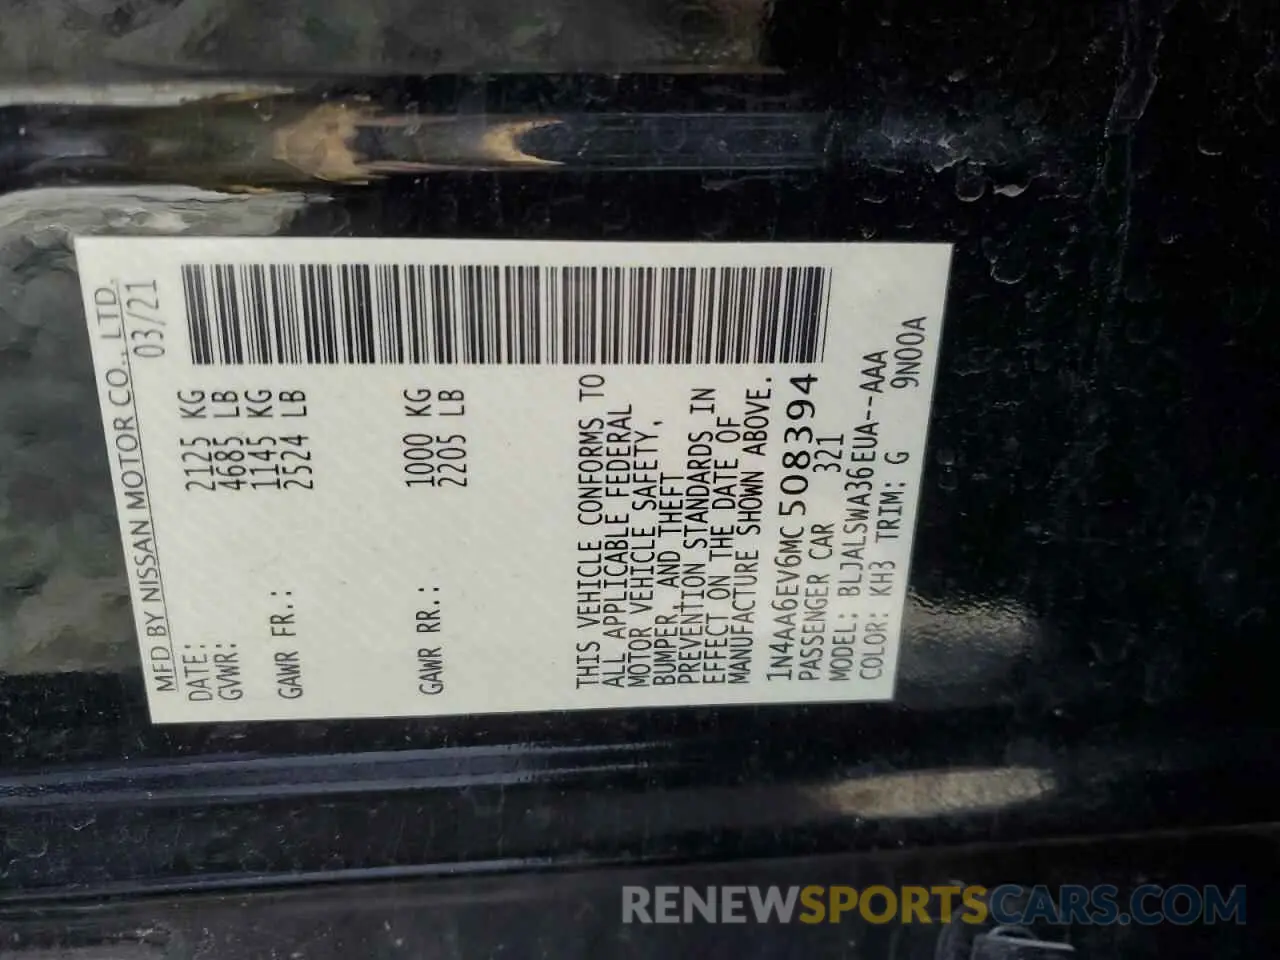 MFD BY NISSAN MOTOR CO., LTD.
DATE: 03/21
GVWR: 2125 KG
4685 LB
GAWR FR.: 1145 KG
2524 LB
GAWR RR.: 1000 KG
2205 LB
THIS VEHICLE CONFORMS TO
ALL APPLICABLE FEDERAL
MOTOR VEHICLE SAFETY,
BUMPER, AND THEFT
PREVENTION STANDARDS IN
EFFECT ON THE DATE OF
MANUFACTURE SHOWN ABOVE.
1N4AA6EV6MC508394
PASSENGER CAR 321
MODEL: BLJALSWA36EUA--AAA
COLOR: KH3 TRIM: G 9N00A
RENEWSPORTSCARS.COM